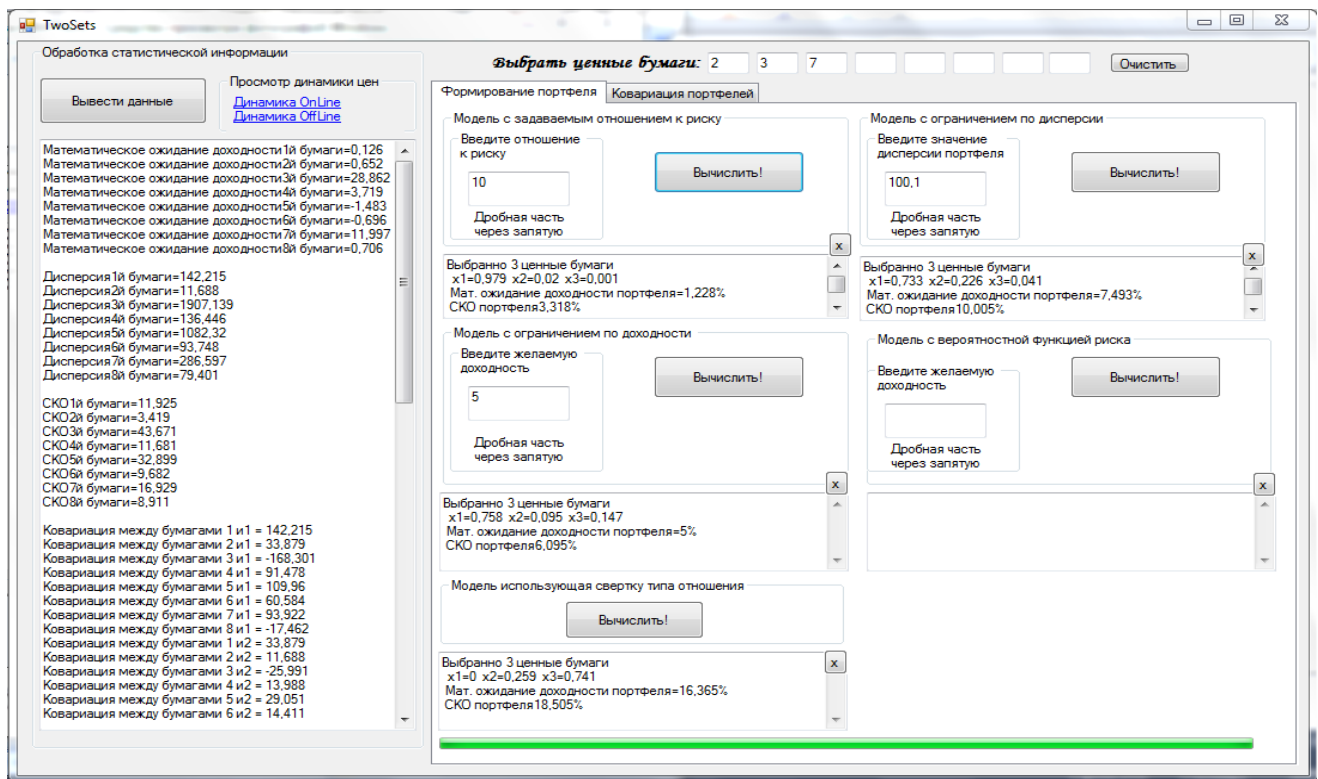 TwoSets
Обработка статистической информации
Вывести данные
Просмотр динамики цен
Динамика OnLine
Динамика OffLine
Математическое ожидание доходности1й бумаги=0,126
Математическое ожидание доходности2й бумаги=0,652
Математическое ожидание доходности3й бумаги=28,862
Математическое ожидание доходности4й бумаги=3,719
Математическое ожидание доходности5й бумаги=-1,483
Математическое ожидание доходности6й бумаги=-0,696
Математическое ожидание доходности7й бумаги=11,997
Математическое ожидание доходности8й бумаги=0,706
Дисперсия1й бумаги=142,215
Дисперсия2й бумаги=11,688
Дисперсия3й бумаги=1907,139
Дисперсия4й бумаги=136,446
Дисперсия5й бумаги=1082,32
Дисперсия6й бумаги=93,748
Дисперсия7й бумаги=286,597
Дисперсия8й бумаги=79,401
СКО1й бумаги=11,925
СКО2й бумаги=3,419
СКО3й бумаги=43,671
СКО4й бумаги=11,681
СКО5й бумаги=32,899
СКО6й бумаги=9,682
СКО7й бумаги=16,929
СКО8й бумаги=8,911
Ковариация между бумагами 1 и1 = 142,215
Ковариация между бумагами 2 и1 = 33,879
Ковариация между бумагами 3 и1 = -168,301
Ковариация между бумагами 4 и1 = 91,478
Ковариация между бумагами 5 и1 = 109,96
Ковариация между бумагами 6 и1 = 60,584
Ковариация между бумагами 7 и1 = 93,922
Ковариация между бумагами 8 и1 = -17,462
Ковариация между бумагами 1 и2 = 33,879
Ковариация между бумагами 2 и2 = 11,688
Ковариация между бумагами 3 и2 = -25,991
Ковариация между бумагами 4 и2 = 13,988
Ковариация между бумагами 5 и2 = 29,051
Ковариация между бумагами 6 и2 = 14,411
Выбрать ценные бумаги: 2 3 7 Очистить
Формирование портфеля Ковариация портфелей
Модель с задаваемым отношением к риску
Введите отношение
к риску
10
Дробная часть
через запятую
Вычислить!
x
Выбранно 3 ценные бумаги
x1=0,979 x2=0,02 x3=0,001
Мат. ожидание доходности портфеля=1,228%
СКО портфеля3,318%
Модель с ограничением по дисперсии
Введите значение
дисперсии портфеля
100,1
Дробная часть
через запятую
Вычислить!
x
Выбранно 3 ценные бумаги
x1=0,733 x2=0,226 x3=0,041
Мат. ожидание доходности портфеля=7,493%
СКО портфеля10,005%
Модель с ограничением по доходности
Введите желаемую
доходность
5
Дробная часть
через запятую
Вычислить!
x
Выбранно 3 ценные бумаги
x1=0,758 x2=0,095 x3=0,147
Мат. ожидание доходности портфеля=5%
СКО портфеля6,095%
Модель с вероятностной функцией риска
Введите желаемую
доходность
Дробная часть
через запятую
Вычислить!
x
Модель использующая свертку типа отношения
Вычислить!
x
Выбранно 3 ценные бумаги
x1=0 x2=0,259 x3=0,741
Мат. ожидание доходности портфеля=16,365%
СКО портфеля18,505%